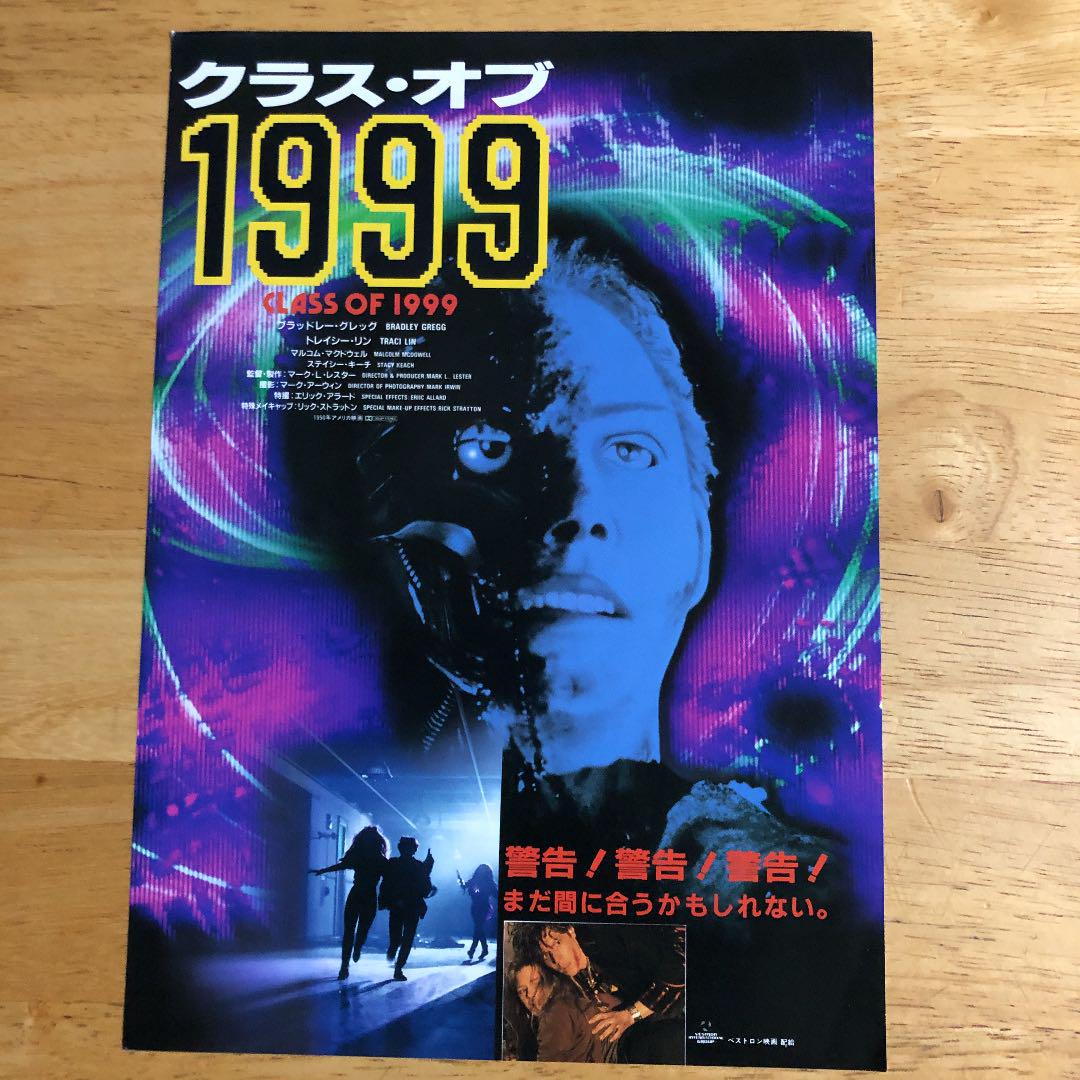 クラス・オブ
1999
CLASS OF 1999
ブラッドレー・グレッグ BRADLEY GREGG
トレイシー・リン TRACI LIN
マルコム・マクドウェル MALCOLM MCDOWELL
ステイシー・キーチ STACY KEACH
監督・製作：マーク・L・レスター DIRECTOR & PRODUCER MARK L. LESTER
撮影：マーク・アーウィン DIRECTOR OF PHOTOGRAPHY MARK IRWIN
特撮：エリック・アラード SPECIAL EFFECTS ERIC ALLARD
特殊メイキャップ：リック・ストラットン SPECIAL MAKE-UP EFFECTS RICK STRATTON
1990年アメリカ映画
警告！警告！警告！
まだ間に合うかもしれない。
VESTRON
INTERNATIONAL
GROUP
ベストロン映画 配給